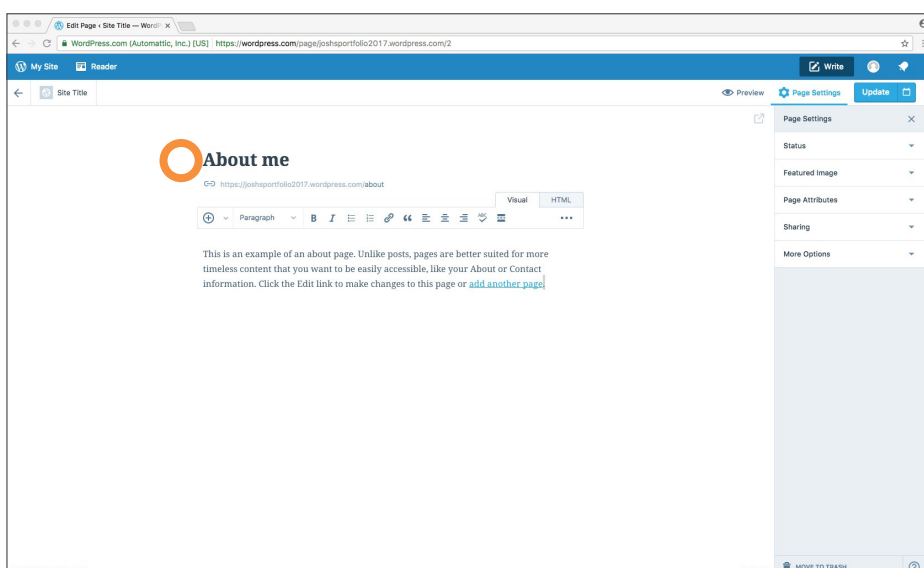 Edit Page ‹ Site Title — WordP
WordPress.com (Automattic, Inc.) [US] https://wordpress.com/page/joshsportfolio2017.wordpress.com/2
My Site Reader Write
Site Title Preview Page Settings Update
Page Settings
Status
Featured Image
Page Attributes
Sharing
More Options
About me
https://joshsportfolio2017.wordpress.com/about
Visual HTML
Paragraph B I ABC
This is an example of an about page. Unlike posts, pages are better suited for more
timeless content that you want to be easily accessible, like your About or Contact
information. Click the Edit link to make changes to this page or add another page.
MOVE TO TRASH